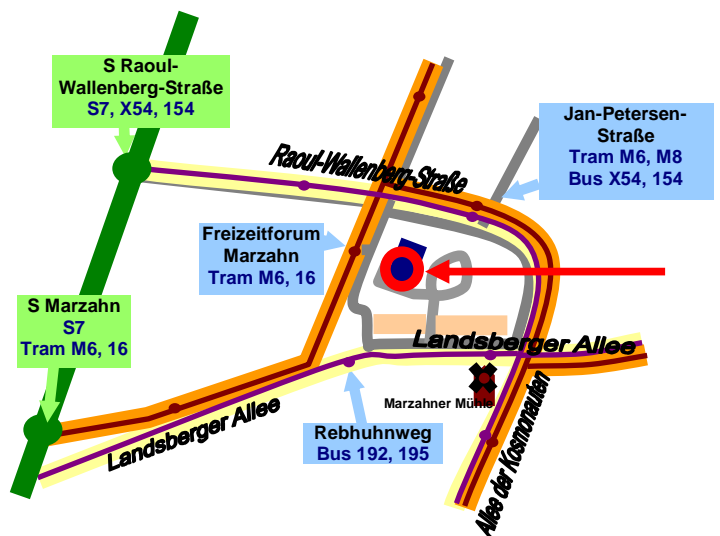 S Raoul-
Wallenberg-Straße
S7, X54, 154
Jan-Petersen-
Straße
Tram M6, M8
Bus X54, 154
Raoul-Wallenberg-Straße
Freizeitforum
Marzahn
Tram M6, 16
S Marzahn
S7
Tram M6, 16
Landsberger Allee
Marzahner Mühle
Landsberger Allee
Rebhuhnweg
Bus 192, 195
Allee der Kosmonauten